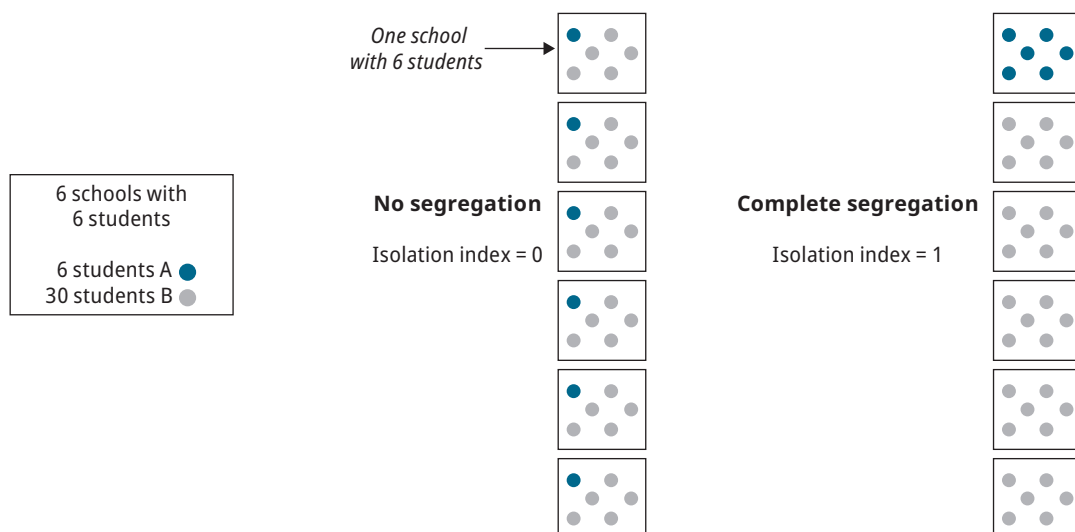 One school
with 6 students
6 schools with
6 students
6 students A
30 students B
No segregation
Isolation index = 0
Complete segregation
Isolation index = 1